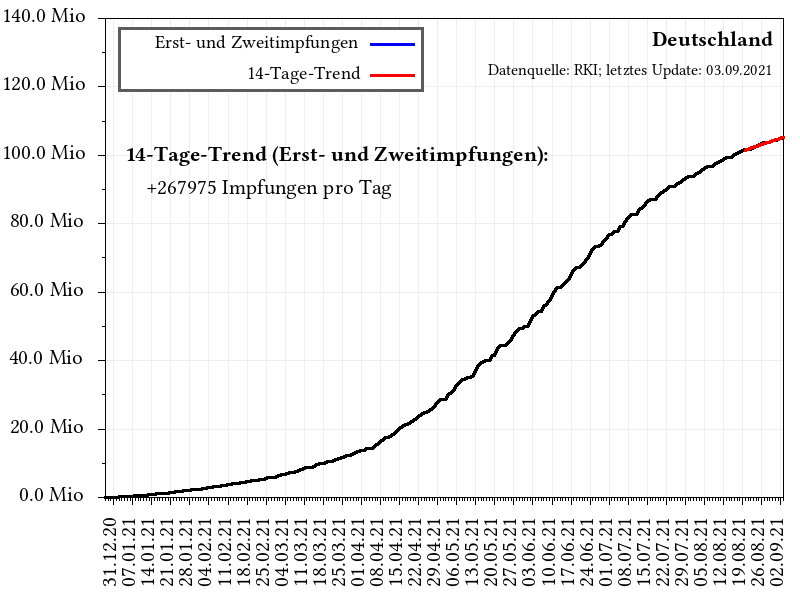 140.0 Mio
120.0 Mio
100.0 Mio
80.0 Mio
60.0 Mio
40.0 Mio
20.0 Mio
0.0 Mio
Erst- und Zweitimpfungen
14-Tage-Trend
Deutschland
Datenquelle: RKI; letztes Update: 03.09.2021
14-Tage-Trend (Erst- und Zweitimpfungen):
+267975 Impfungen pro Tag
31.12.20
07.01.21
14.01.21
21.01.21
28.01.21
04.02.21
11.02.21
18.02.21
25.02.21
04.03.21
11.03.21
18.03.21
25.03.21
01.04.21
08.04.21
15.04.21
22.04.21
29.04.21
06.05.21
13.05.21
20.05.21
27.05.21
03.06.21
10.06.21
17.06.21
24.06.21
01.07.21
08.07.21
15.07.21
22.07.21
29.07.21
05.08.21
12.08.21
19.08.21
26.08.21
02.09.21